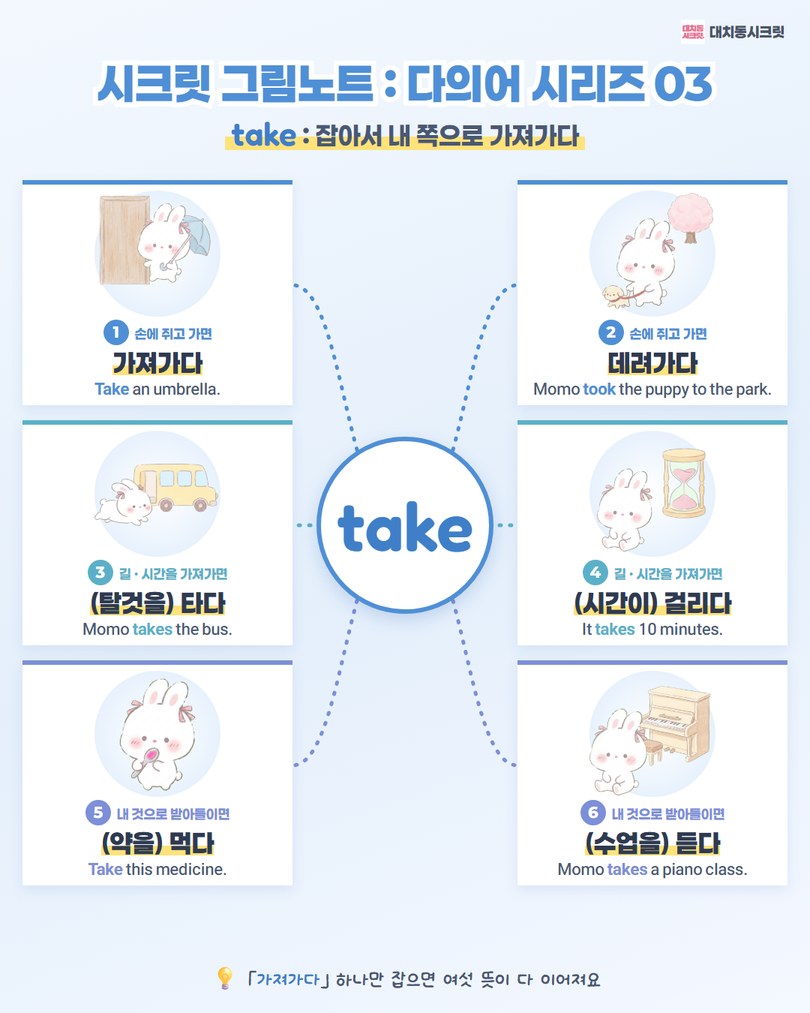 대치동시크릿 대치동시크릿
시크릿 그림노트 : 다의어 시리즈 03
take : 잡아서 내 쪽으로 가져가다
1 손에 쥐고 가면
가져가다
Take an umbrella.
2 손에 쥐고 가면
데려가다
Momo took the puppy to the park.
3 길·시간을 가져가면
(탈것을) 타다
Momo takes the bus.
take
4 길·시간을 가져가면
(시간이) 걸리다
It takes 10 minutes.
5 내 것으로 받아들이면
(약을) 먹다
Take this medicine.
6 내 것으로 받아들이면
(수업을) 듣다
Momo takes a piano class.
「가져가다」 하나만 잡으면 여섯 뜻이 다 이어져요